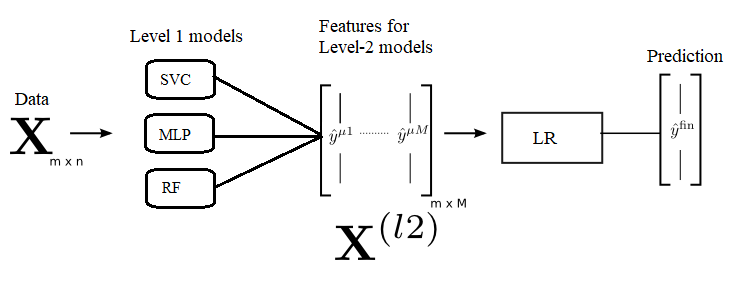 Data
X m x n
Level 1 models
SVC
MLP
RF
Features for
Level-2 models
ŷ^μ1 ......... ŷ^μM
m x M
X^(l2)
LR
Prediction
ŷ^fin